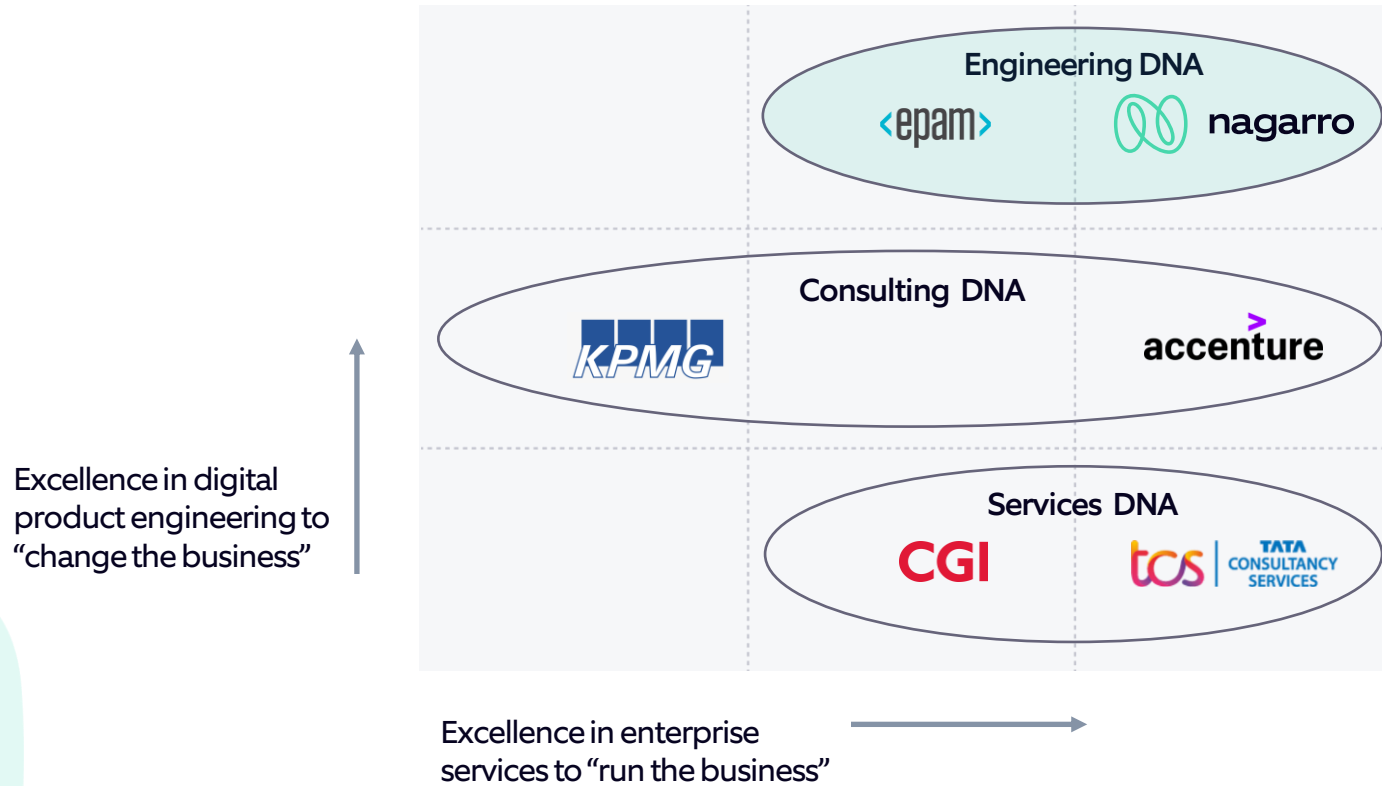 Engineering DNA
<epam>
nagarro
Consulting DNA
KPMG
accenture
Excellence in digital
product engineering to
“change the business”
Services DNA
CGI
tcs
TATA
CONSULTANCY
SERVICES
Excellence in enterprise
services to “run the business”